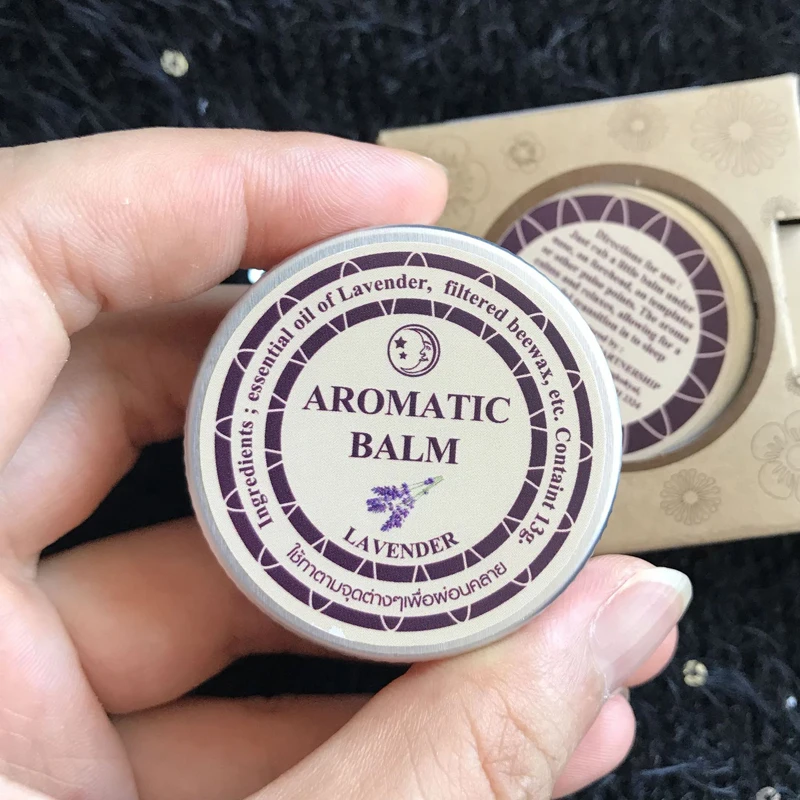 Ingredients ; essential oil of Lavender, filtered beewax, etc. Containt 13g.
AROMATIC
BALM
LAVENDER
ใช้ทาตามจุดต่างๆเพื่อผ่อนคลาย
Directions for use :
Just rub a little balm under
nose, on forehead, on templates
or other pulse points. The aroma
calms and relaxes, allowing for a
transition in to sleep
by :